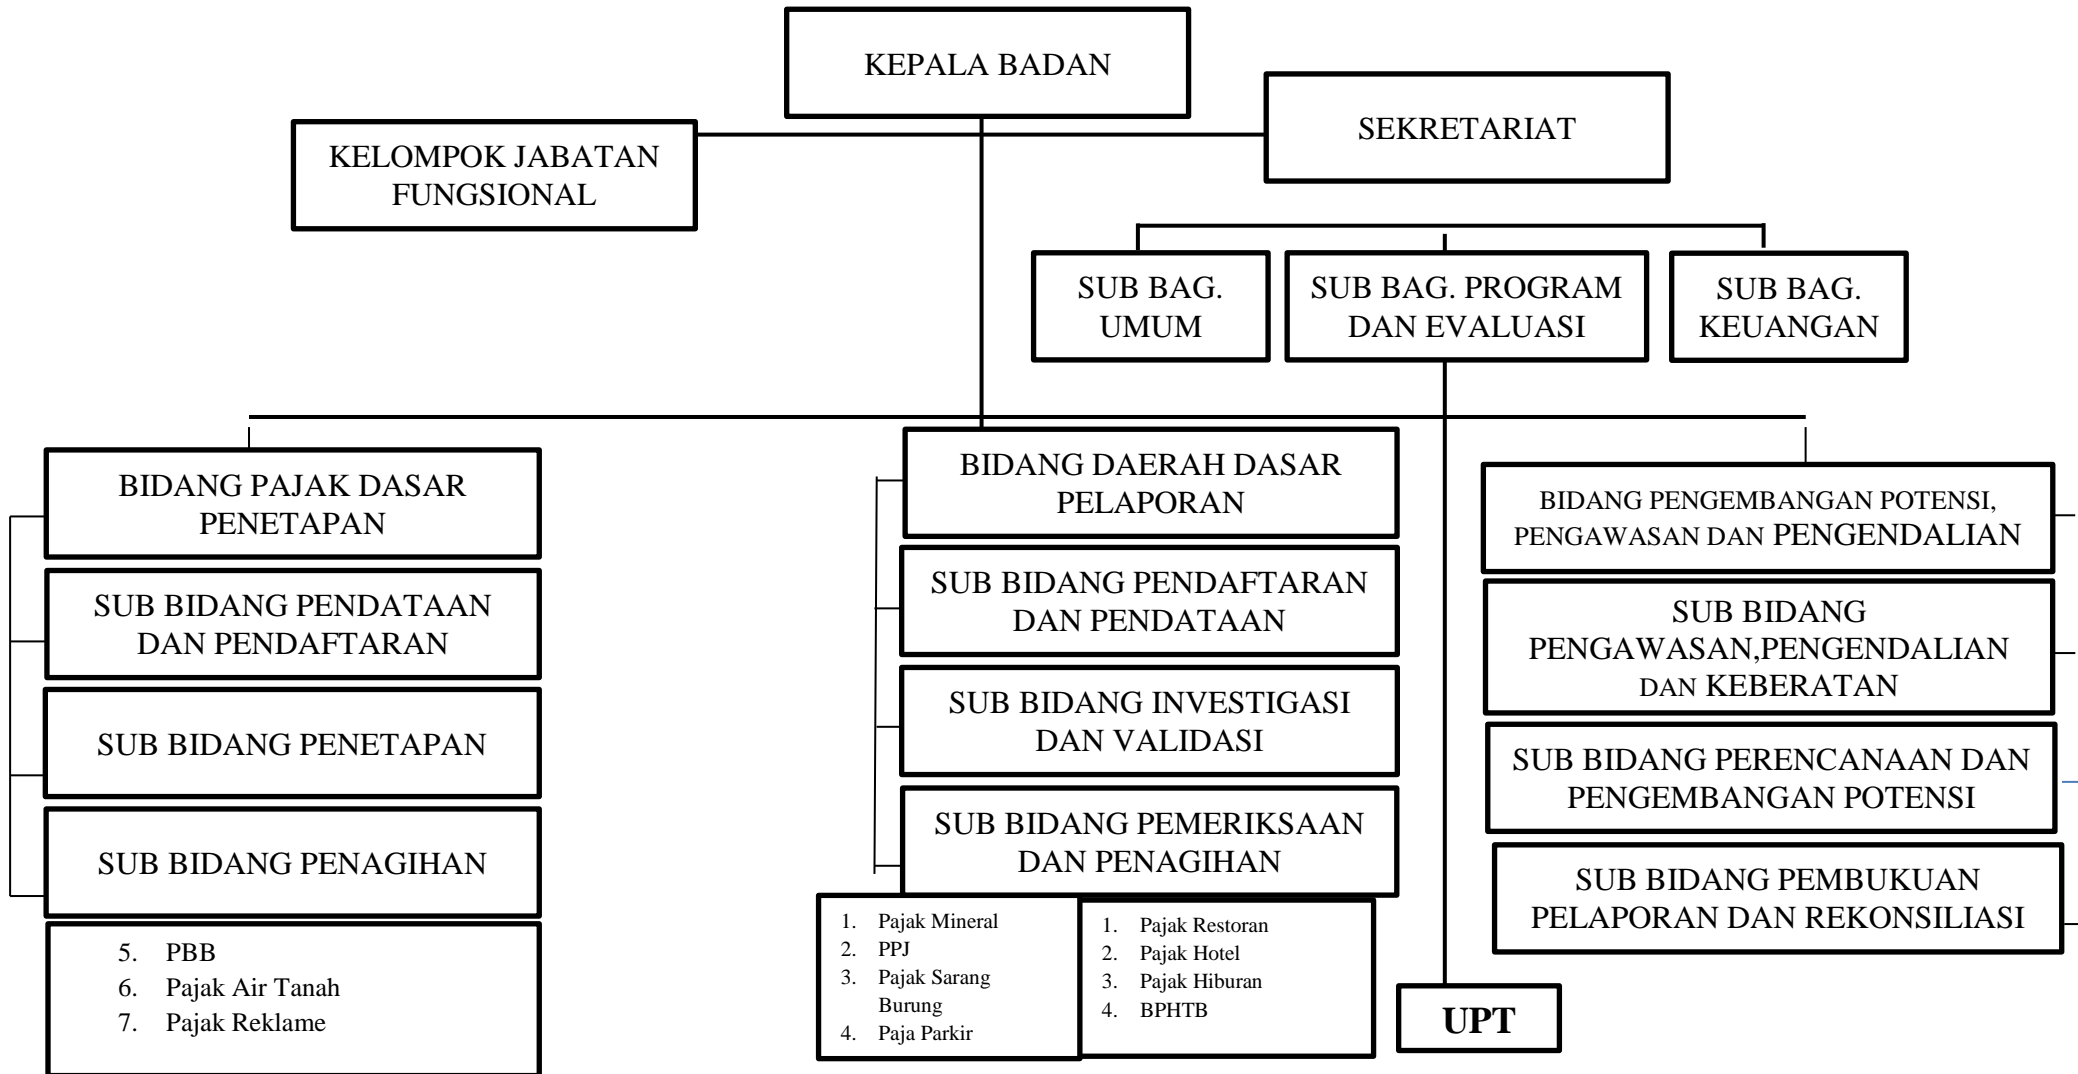 KEPALA BADAN
SEKRETARIAT
KELOMPOK JABATAN
FUNGSIONAL
SUB BAG.
UMUM
SUB BAG. PROGRAM
DAN EVALUASI
SUB BAG.
KEUANGAN
BIDANG PAJAK DASAR
PENETAPAN
SUB BIDANG PENDATAAN
DAN PENDAFTARAN
SUB BIDANG PENETAPAN
SUB BIDANG PENAGIHAN
5. PBB
6. Pajak Air Tanah
7. Pajak Reklame
BIDANG DAERAH DASAR
PELAPORAN
SUB BIDANG PENDAFTARAN
DAN PENDATAAN
SUB BIDANG INVESTIGASI
DAN VALIDASI
SUB BIDANG PEMERIKSAAN
DAN PENAGIHAN
1. Pajak Mineral
2. PPJ
3. Pajak Sarang
Burung
4. Paja Parkir
1. Pajak Restoran
2. Pajak Hotel
3. Pajak Hiburan
4. BPHTB
BIDANG PENGEMBANGAN POTENSI,
PENGAWASAN DAN PENGENDALIAN
SUB BIDANG
PENGAWASAN,PENGENDALIAN
DAN KEBERATAN
SUB BIDANG PERENCANAAN DAN
PENGEMBANGAN POTENSI
SUB BIDANG PEMBUKUAN
PELAPORAN DAN REKONSILIASI
UPT